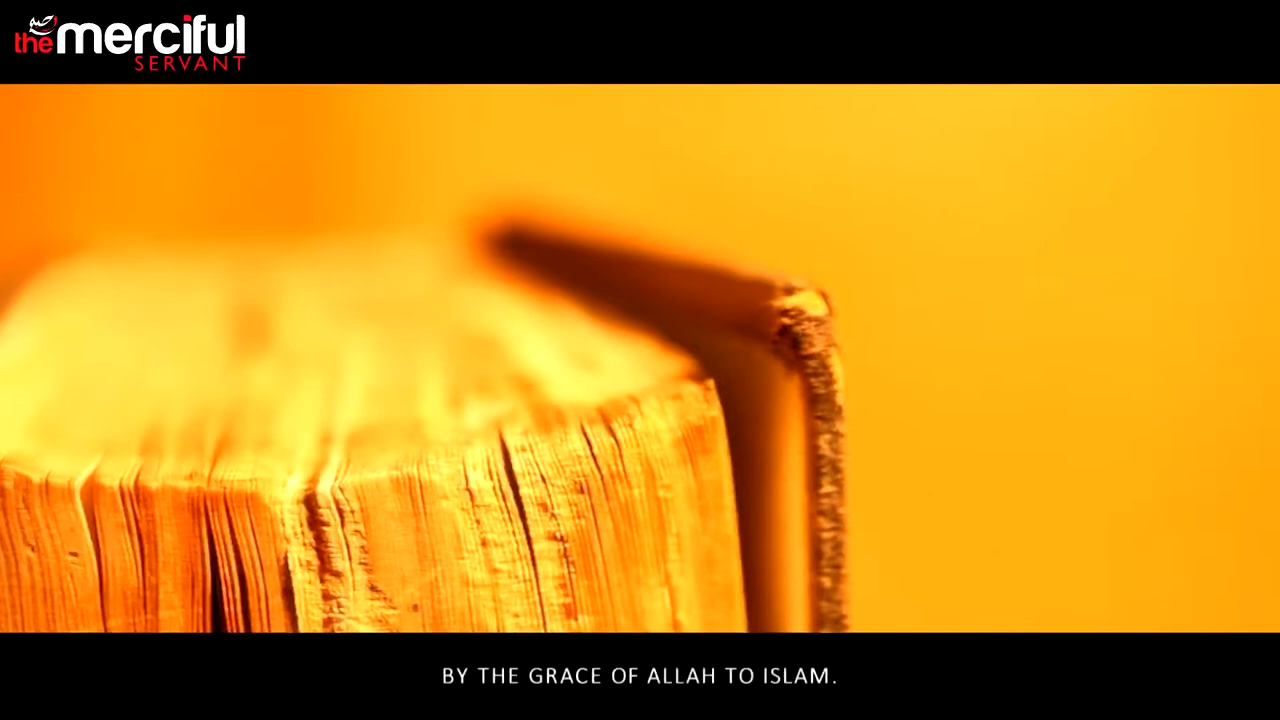 the merciful
SERVANT
BY THE GRACE OF ALLAH TO ISLAM.